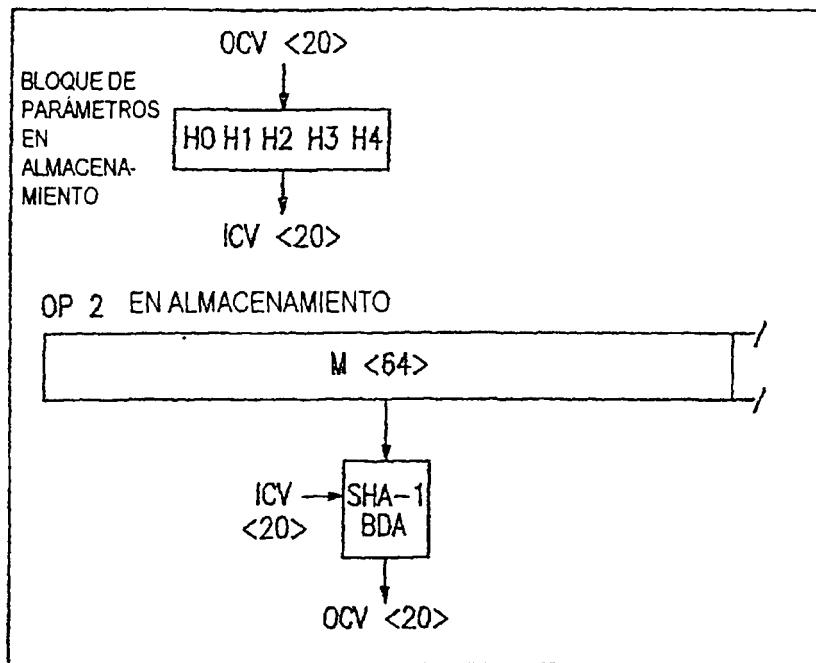 OCV <20>
BLOQUE DE
PARÁMETROS
EN
ALMACENA-
MIENTO
H0 H1 H2 H3 H4
ICV <20>
OP 2 EN ALMACENAMIENTO
M <64>
ICV
<20>
SHA-1
BDA
OCV <20>